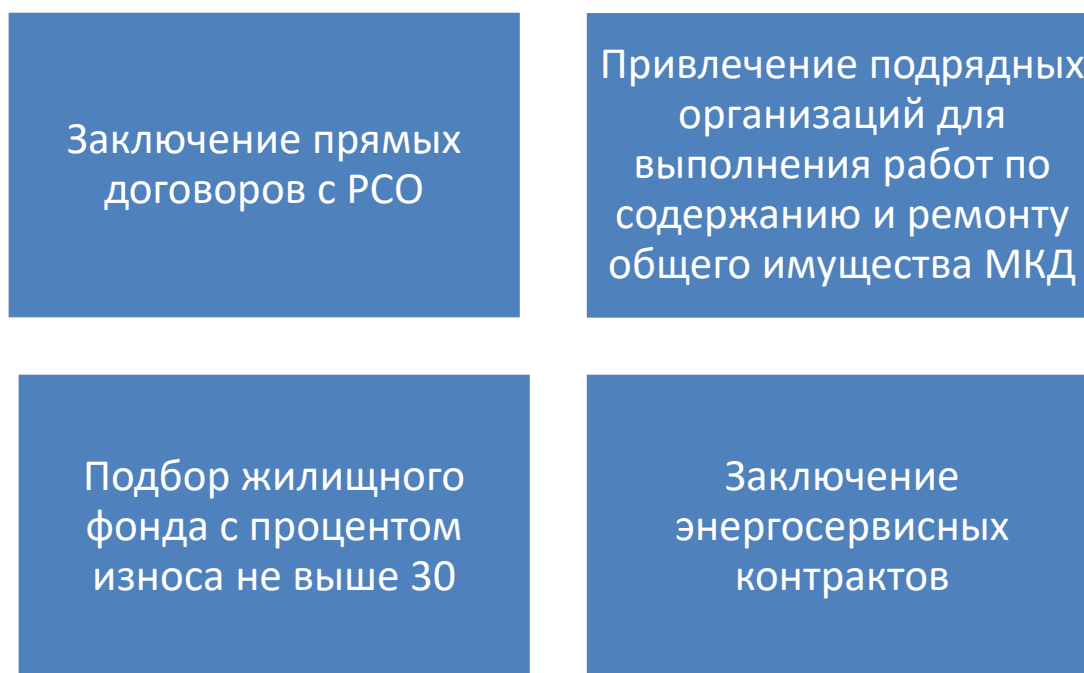 Заключение прямых
договоров с РСО
Привлечение подрядных
организаций для
выполнения работ по
содержанию и ремонту
общего имущества МКД
Подбор жилищного
фонда с процентом
износа не выше 30
Заключение
энергосервисных
контрактов